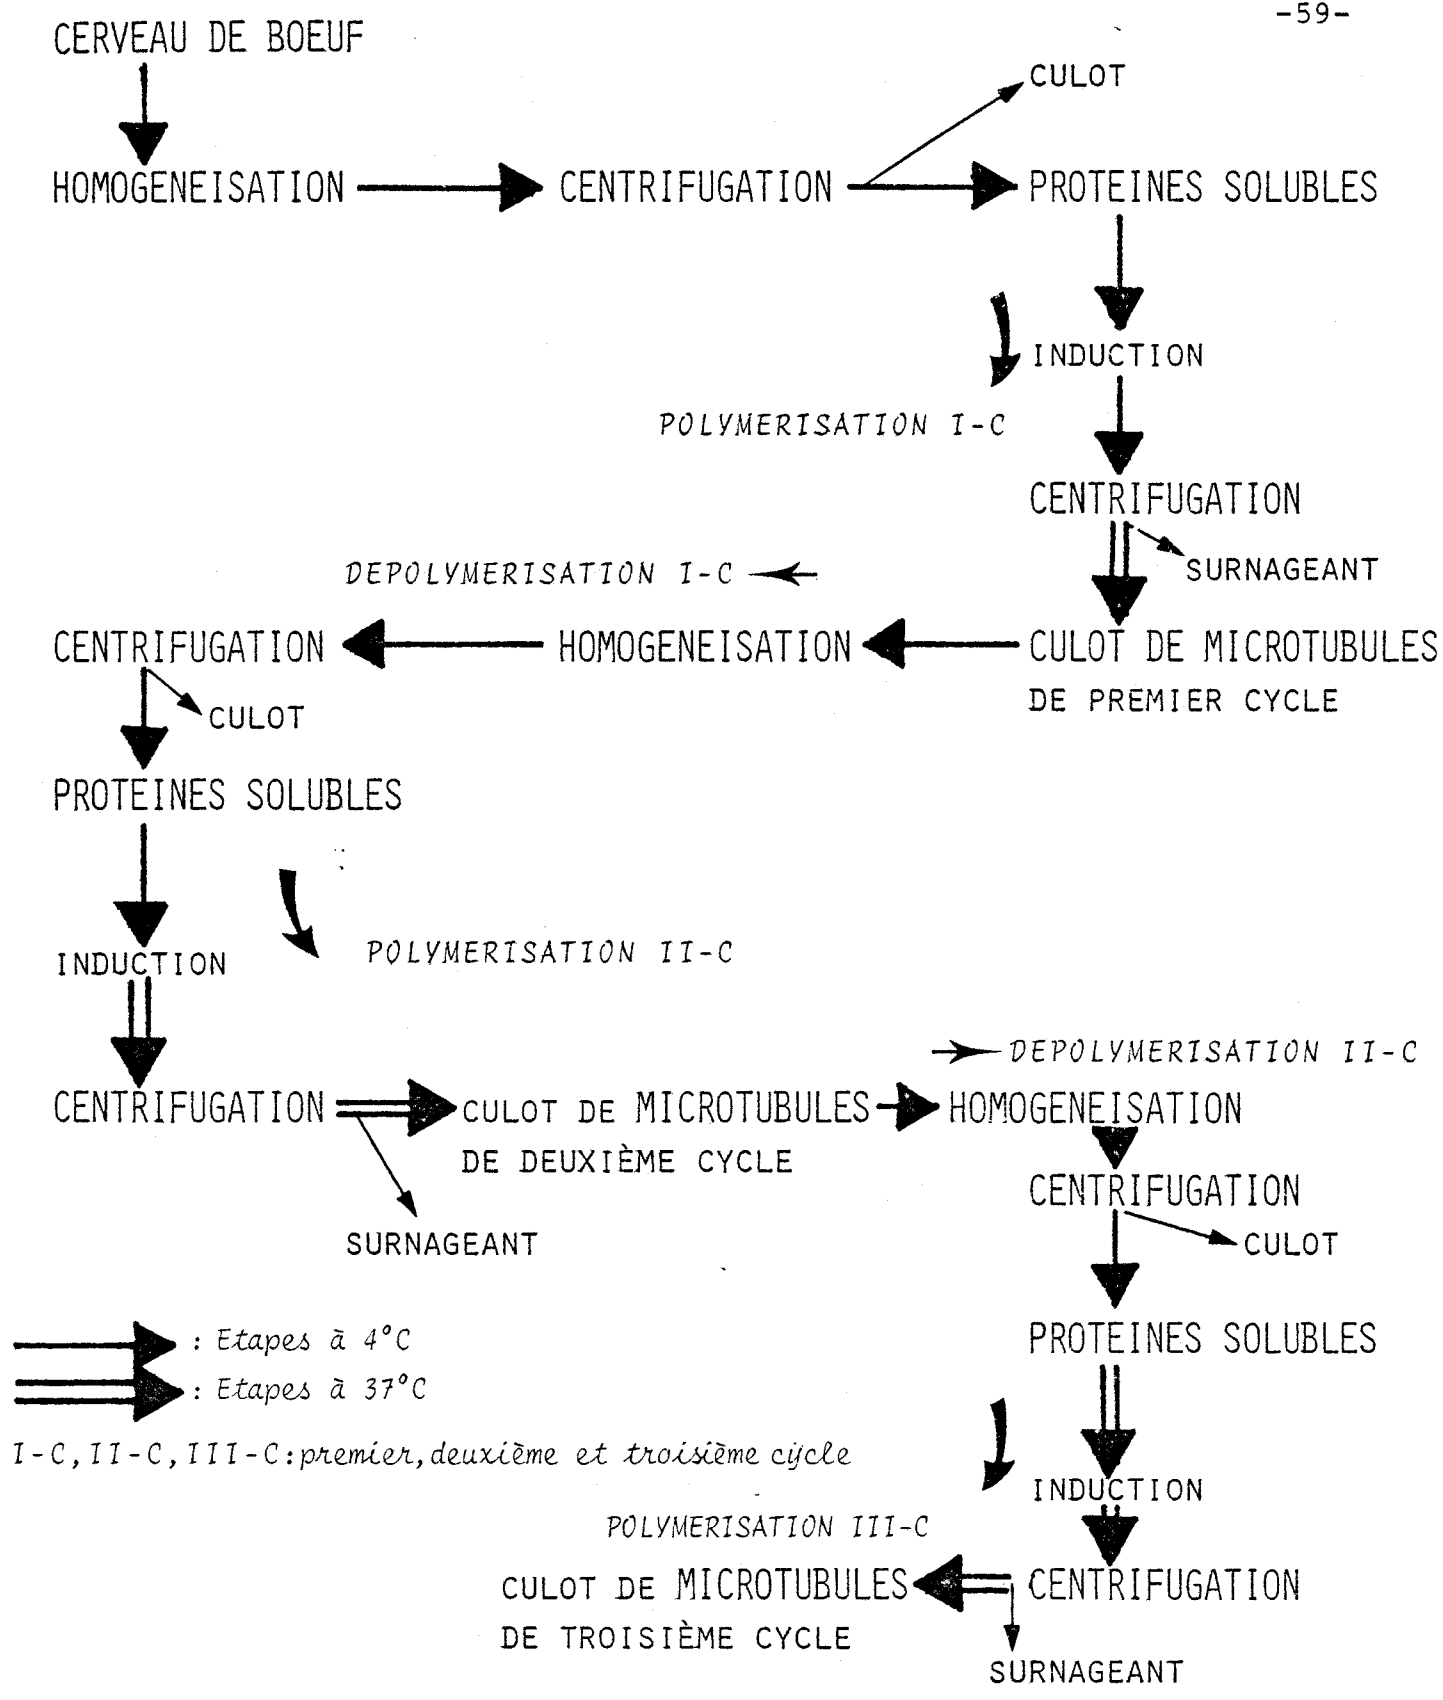 -59-
CERVEAU DE BOEUF
CULOT
HOMOGENEISATION
CENTRIFUGATION
PROTEINES SOLUBLES
INDUCTION
POLYMERISATION I-C
CENTRIFUGATION
SURNAGEANT
DEPOLYMERISATION I-C
CENTRIFUGATION
HOMOGENEISATION
CULOT DE MICROTUBULES
DE PREMIER CYCLE
CULOT
PROTEINES SOLUBLES
POLYMERISATION II-C
INDUCTION
DEPOLYMERISATION II-C
CENTRIFUGATION
CULOT DE MICROTUBULES
DE DEUXIÈME CYCLE
HOMOGENEISATION
CENTRIFUGATION
SURNAGEANT
CULOT
PROTEINES SOLUBLES
: Etapes à 4°C
: Etapes à 37°C
I-C, II-C, III-C: premier, deuxième et troisième cycle
INDUCTION
POLYMERISATION III-C
CULOT DE MICROTUBULES
DE TROISIÈME CYCLE
CENTRIFUGATION
SURNAGEANT